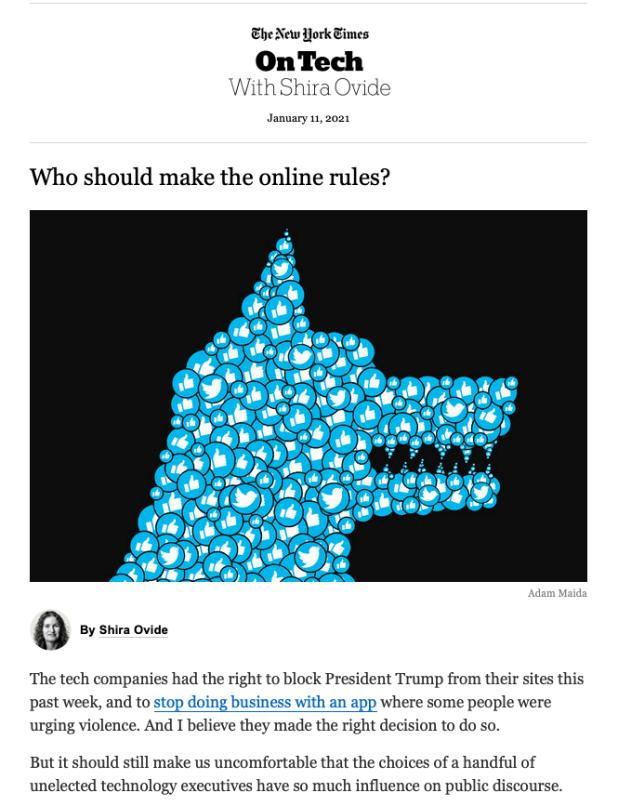 The New York Times
On Tech
With Shira Ovide
January 11, 2021
Who should make the online rules?
Adam Maida
By Shira Ovide
The tech companies had the right to block President Trump from their sites this
past week, and to stop doing business with an app where some people were
urging violence. And I believe they made the right decision to do so.
But it should still make us uncomfortable that the choices of a handful of
unelected technology executives have so much influence on public discourse.